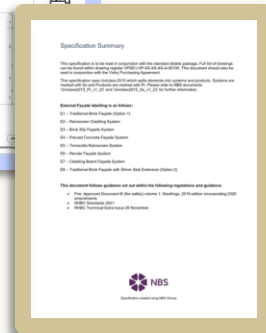 Specification Summary
This specification is to be read in conjunction with the standard details package. Full list of drawings
can be found within drawing register
This document should also be
read in conjunction with the Vistry Purchasing Agreement.
This specification uses Uniclass 2015 which splits elements into systems and products. Systems are
marked with Ss and Products are marked with Pr. Please refer to NBS documents
for further information.
External Façade labelling is as follows:
E1 – Traditional Brick Façade (Option 1)
E2 – Rainscreen Cladding System
E3 – Brick Slip Façade System
E4 – Precast Concrete Façade System
E5 – Terracotta Rainscreen System
E6 – Render Façade System
E7 – Cladding Board Façade System
E8 – Traditional Brick Façade with
Extension (Option 2)
This document follows guidance set out within the following regulations and guidance:
• Fire: Approved Document B (fire safety) volume 1: Dwellings, 2019 edition incorporating 2020
amendments
• NHBC Standards 2021
• NHBC Technical Extra Issue 20 November
NBS
Specification created using NBS Chorus